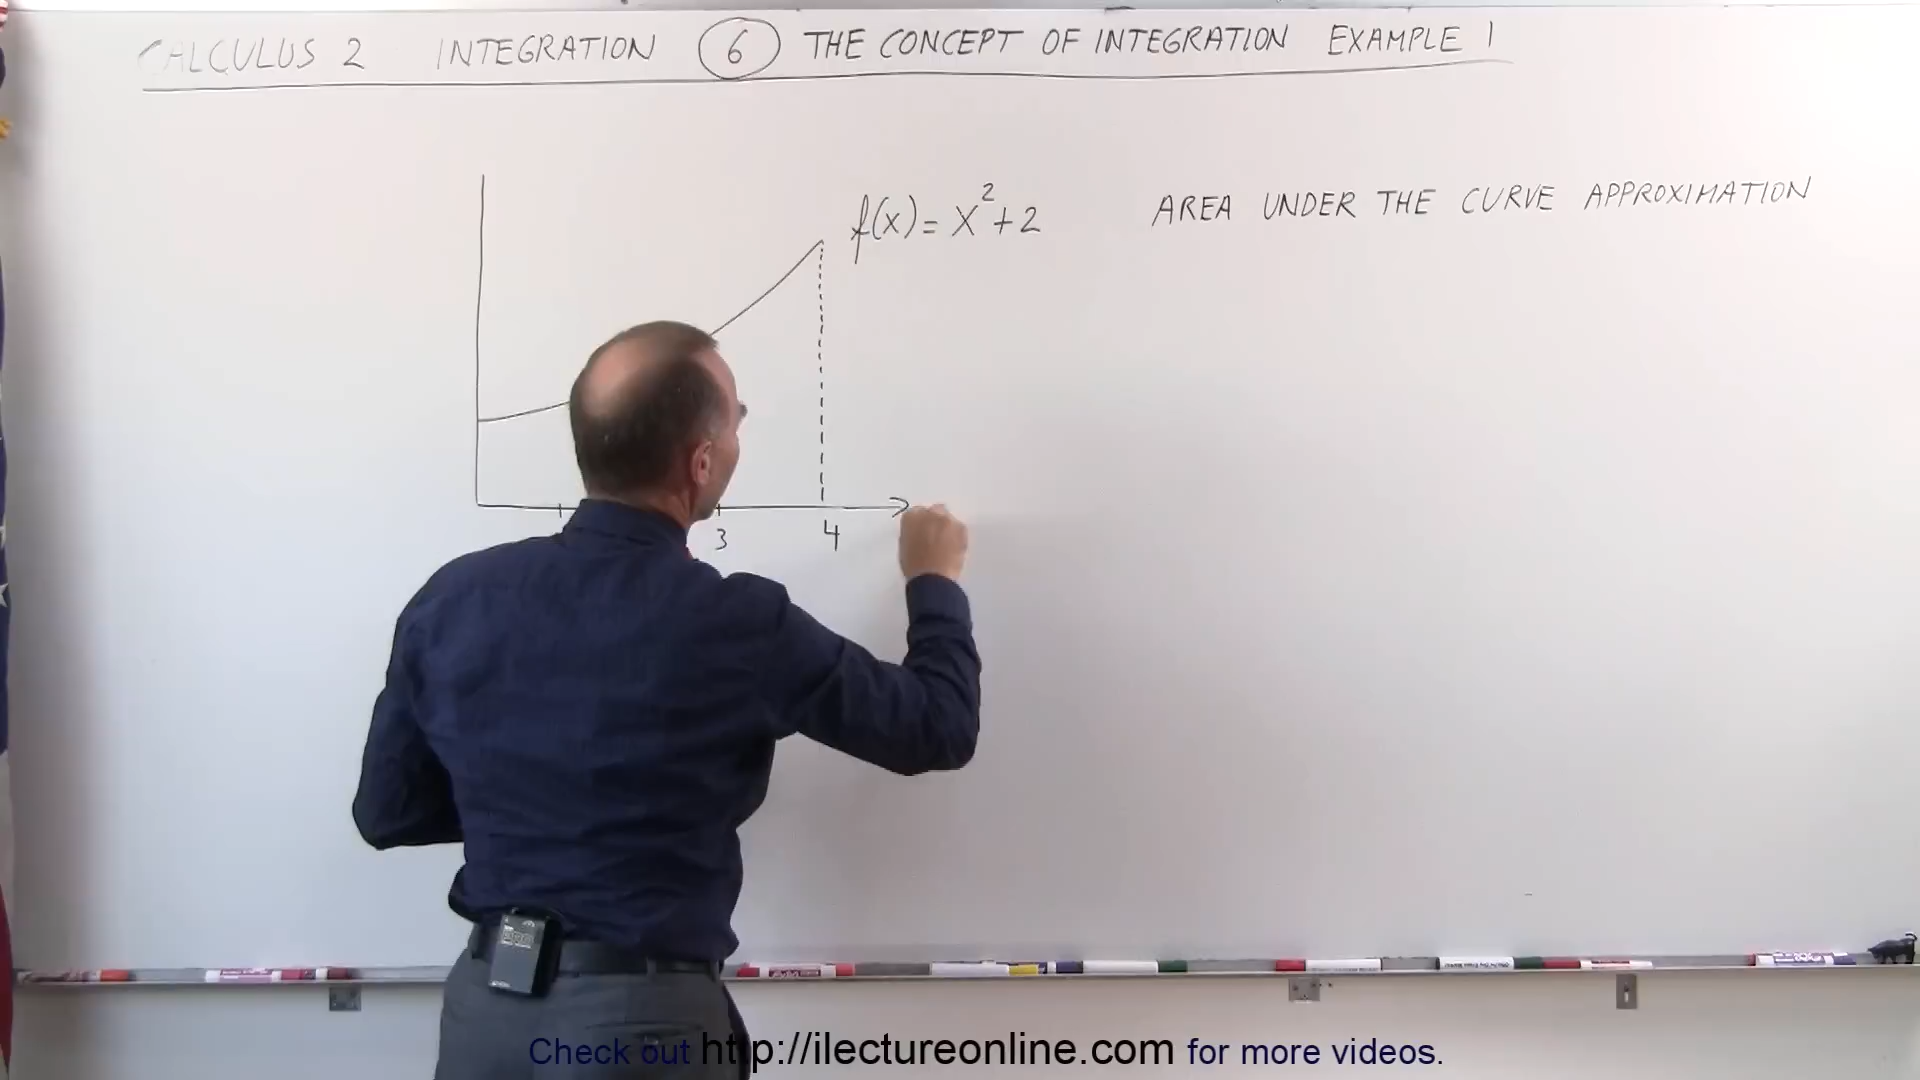 CALCULUS 2 INTEGRATION 6 THE CONCEPT OF INTEGRATION EXAMPLE 1
f(x) = x²+2 AREA UNDER THE CURVE APPROXIMATION
3 4
Check out http://ilectureonline.com for more videos.